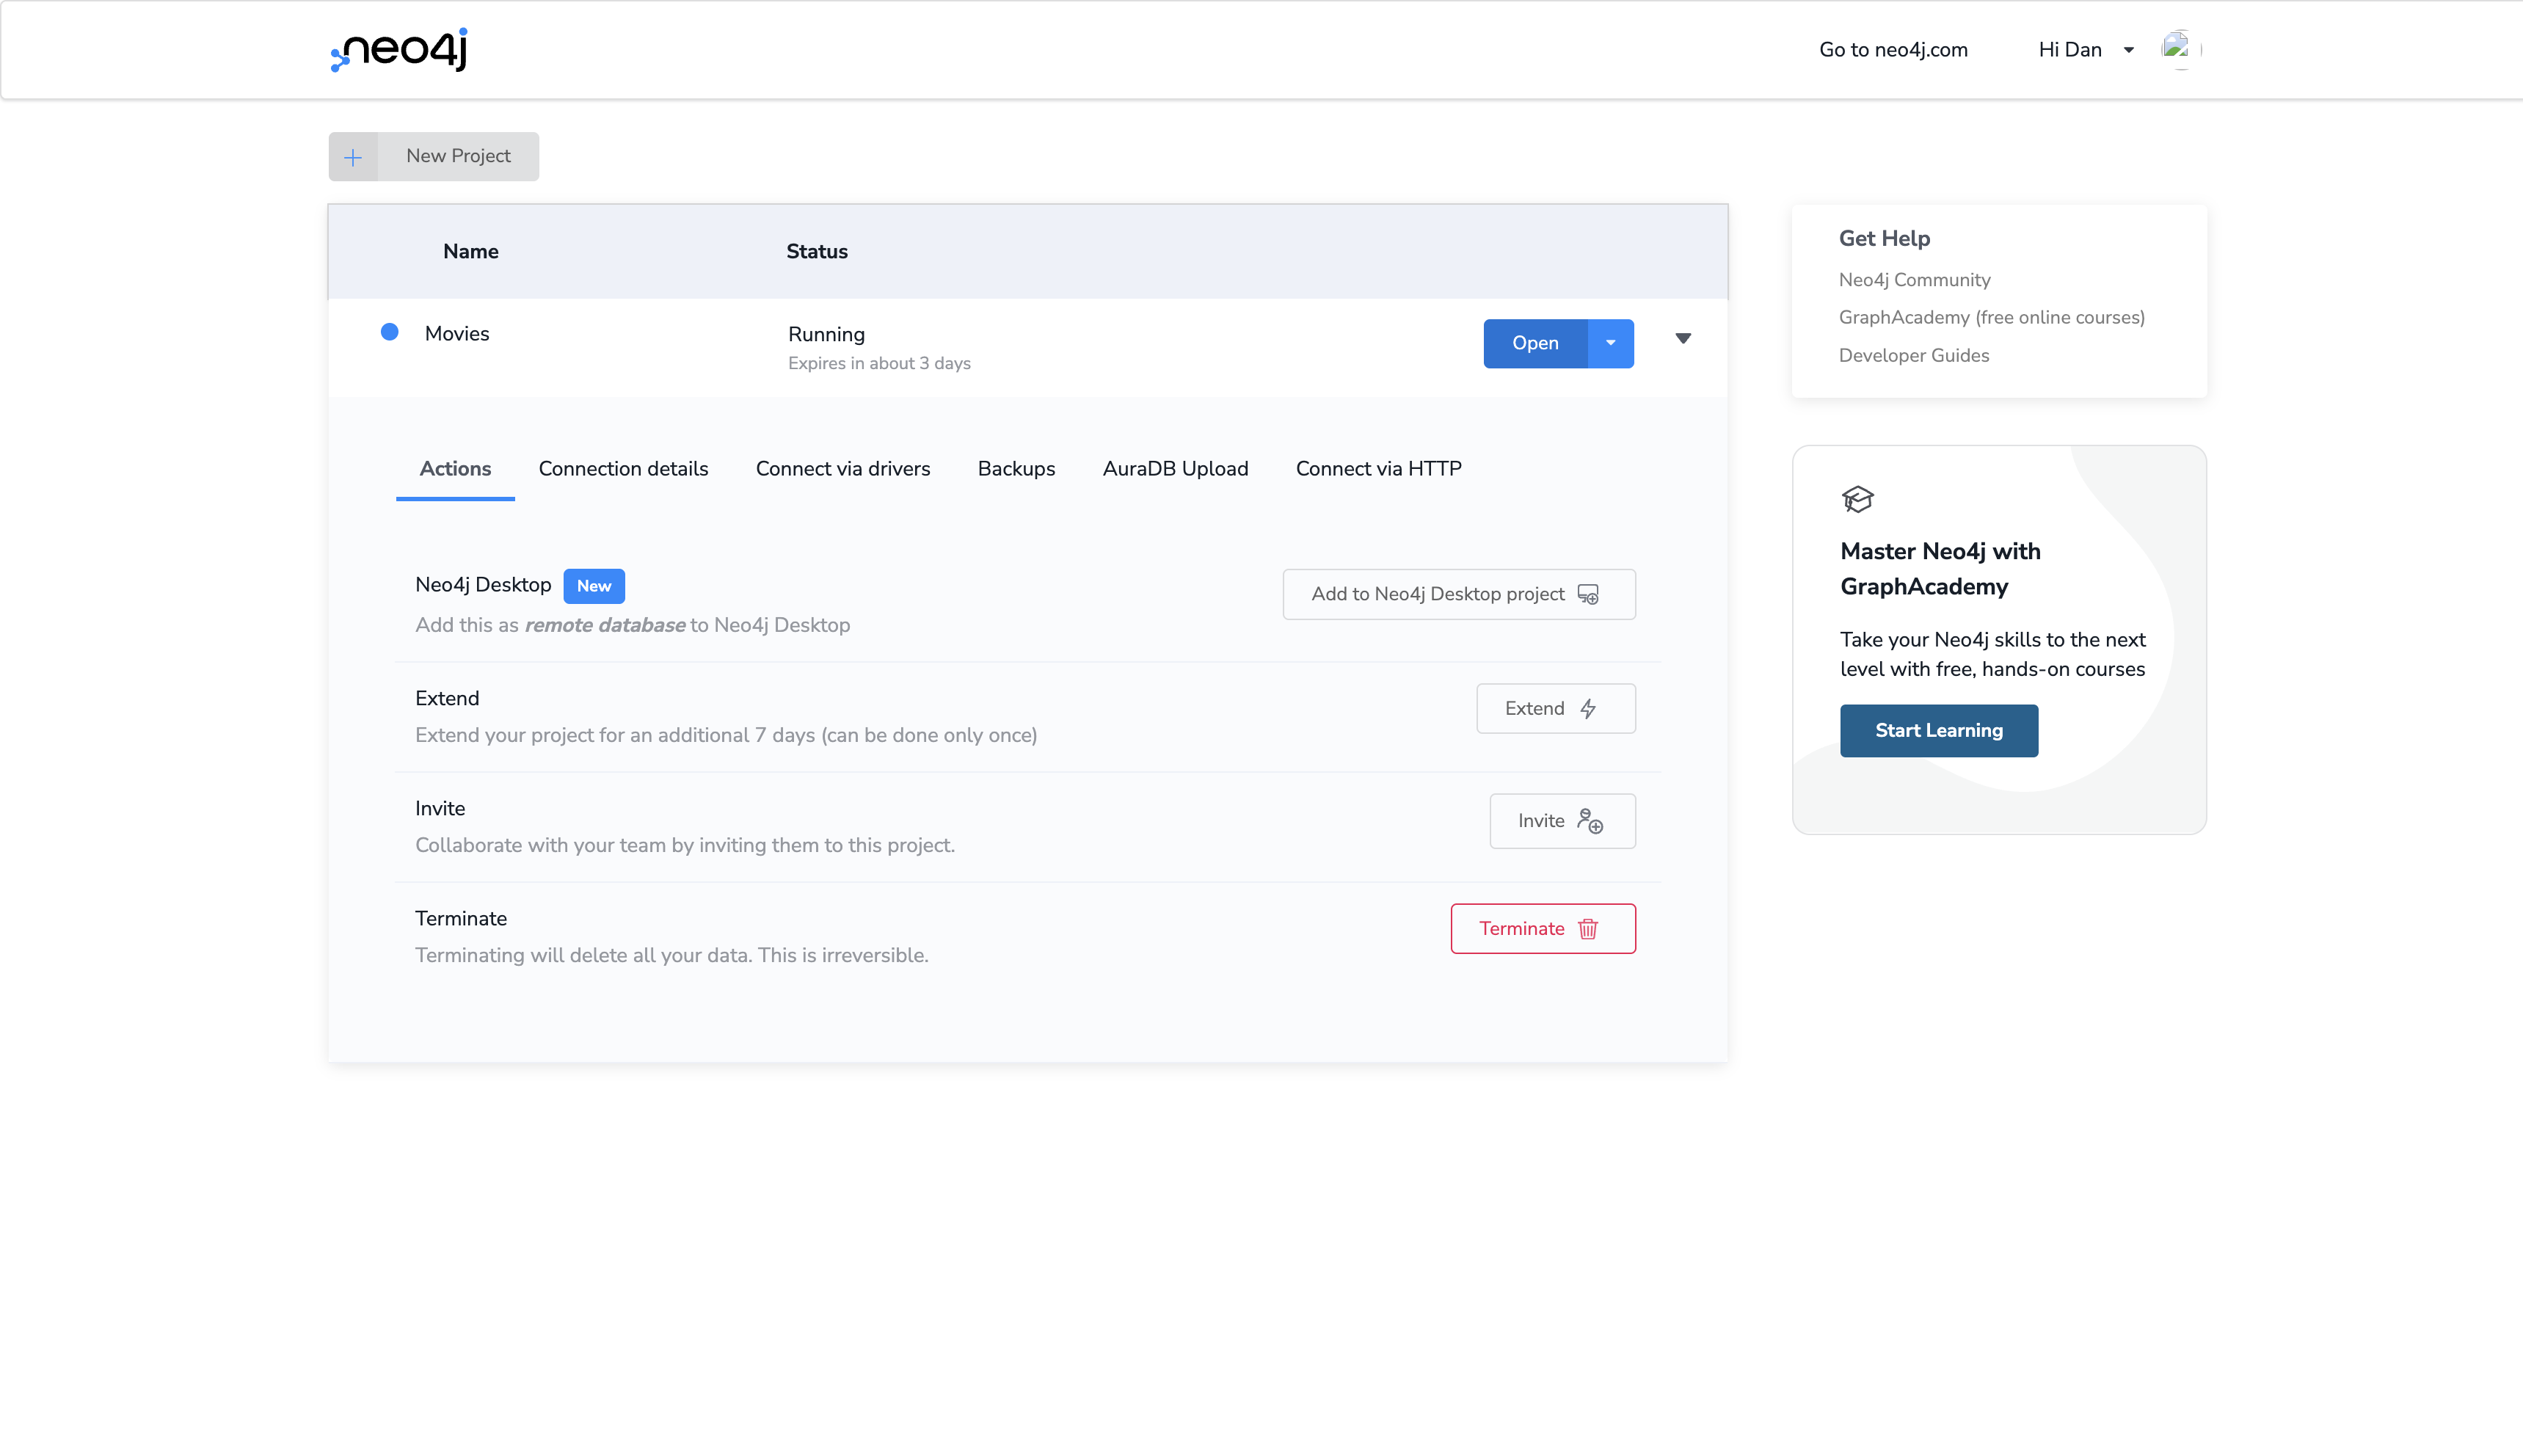 neo4j
Go to neo4j.com
Hi Dan
New Project
Name
Status
Movies
Running
Expires in about 3 days
Open
Actions
Connection details
Connect via drivers
Backups
AuraDB Upload
Connect via HTTP
Neo4j Desktop
New
Add this as remote database to Neo4j Desktop
Add to Neo4j Desktop project
Extend
Extend your project for an additional 7 days (can be done only once)
Extend
Invite
Collaborate with your team by inviting them to this project.
Invite
Terminate
Terminating will delete all your data. This is irreversible.
Terminate
Get Help
Neo4j Community
GraphAcademy (free online courses)
Developer Guides
Master Neo4j with
GraphAcademy
Take your Neo4j skills to the next
level with free, hands-on courses
Start Learning